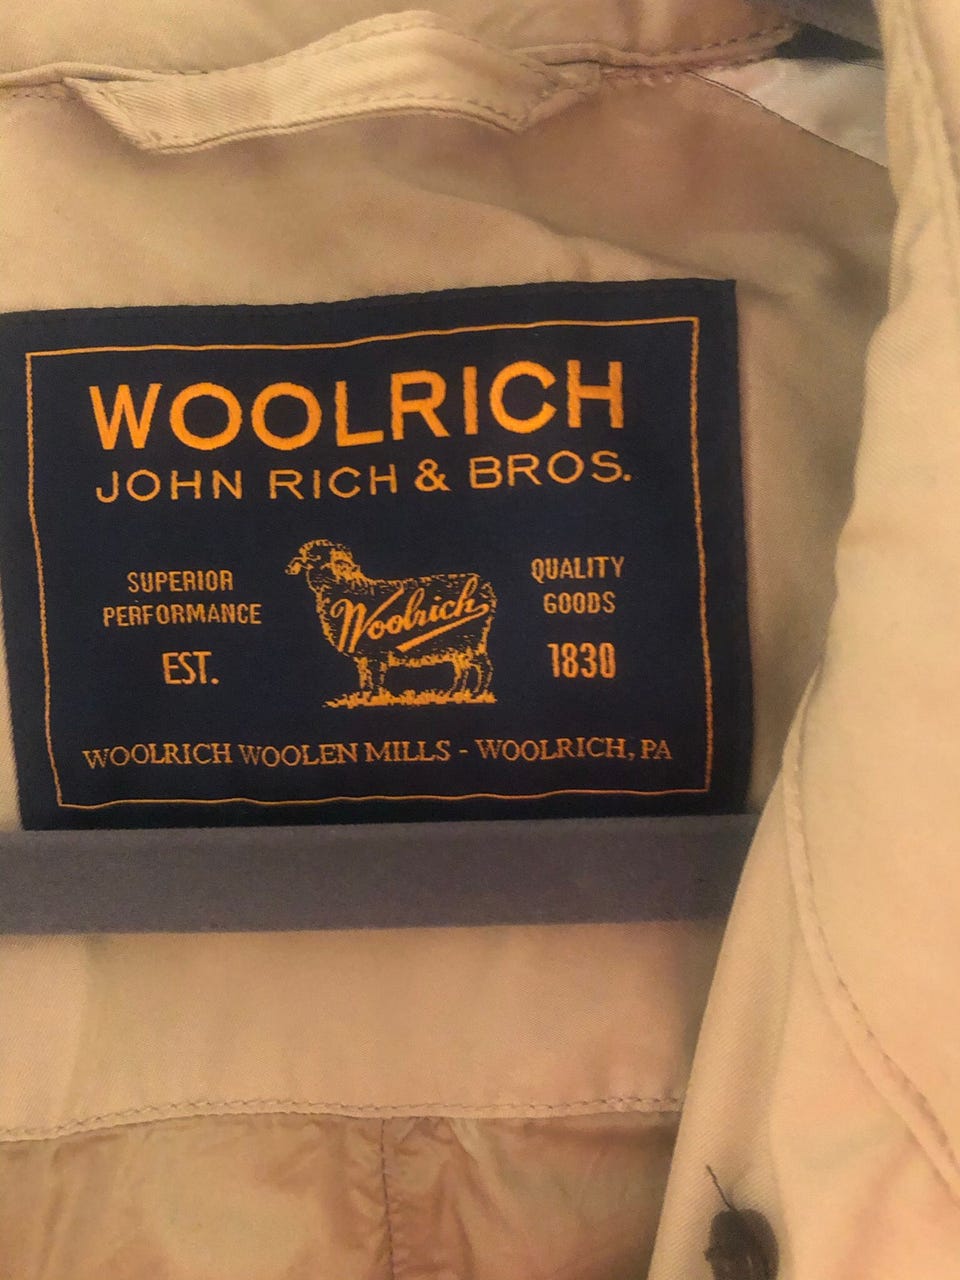 WOOLRICH
JOHN RICH & BROS.
SUPERIOR
PERFORMANCE
EST.
Woolrich
QUALITY
GOODS
1830
WOOLRICH WOOLEN MILLS - WOOLRICH, PA